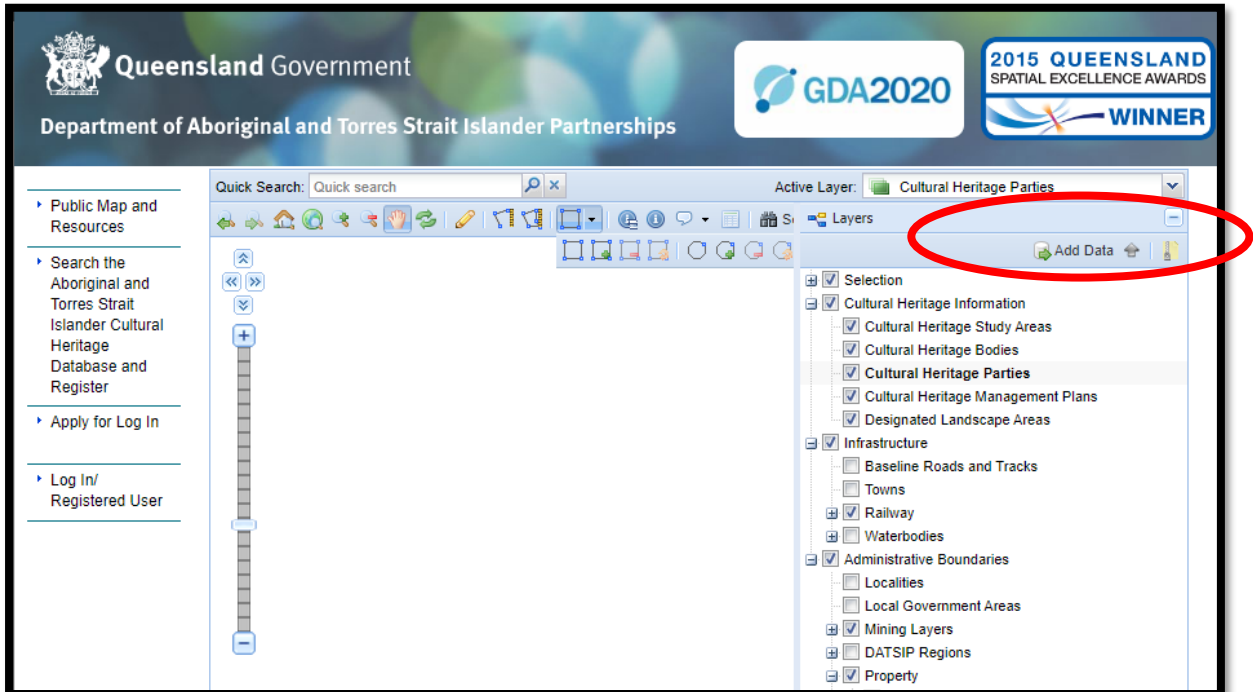 Queensland Government
Department of Aboriginal and Torres Strait Islander Partnerships
GDA2020
2015 QUEENSLAND
SPATIAL EXCELLENCE AWARDS
WINNER
Public Map and
Resources
Search the
Aboriginal and
Torres Strait
Islander Cultural
Heritage
Database and
Register
Apply for Log In
Log In/
Registered User
Quick Search: Quick search
Active Layer: Cultural Heritage Parties
Layers
Add Data
Selection
Cultural Heritage Information
Cultural Heritage Study Areas
Cultural Heritage Bodies
Cultural Heritage Parties
Cultural Heritage Management Plans
Designated Landscape Areas
Infrastructure
Baseline Roads and Tracks
Towns
Railway
Waterbodies
Administrative Boundaries
Localities
Local Government Areas
Mining Layers
DATSIP Regions
Property